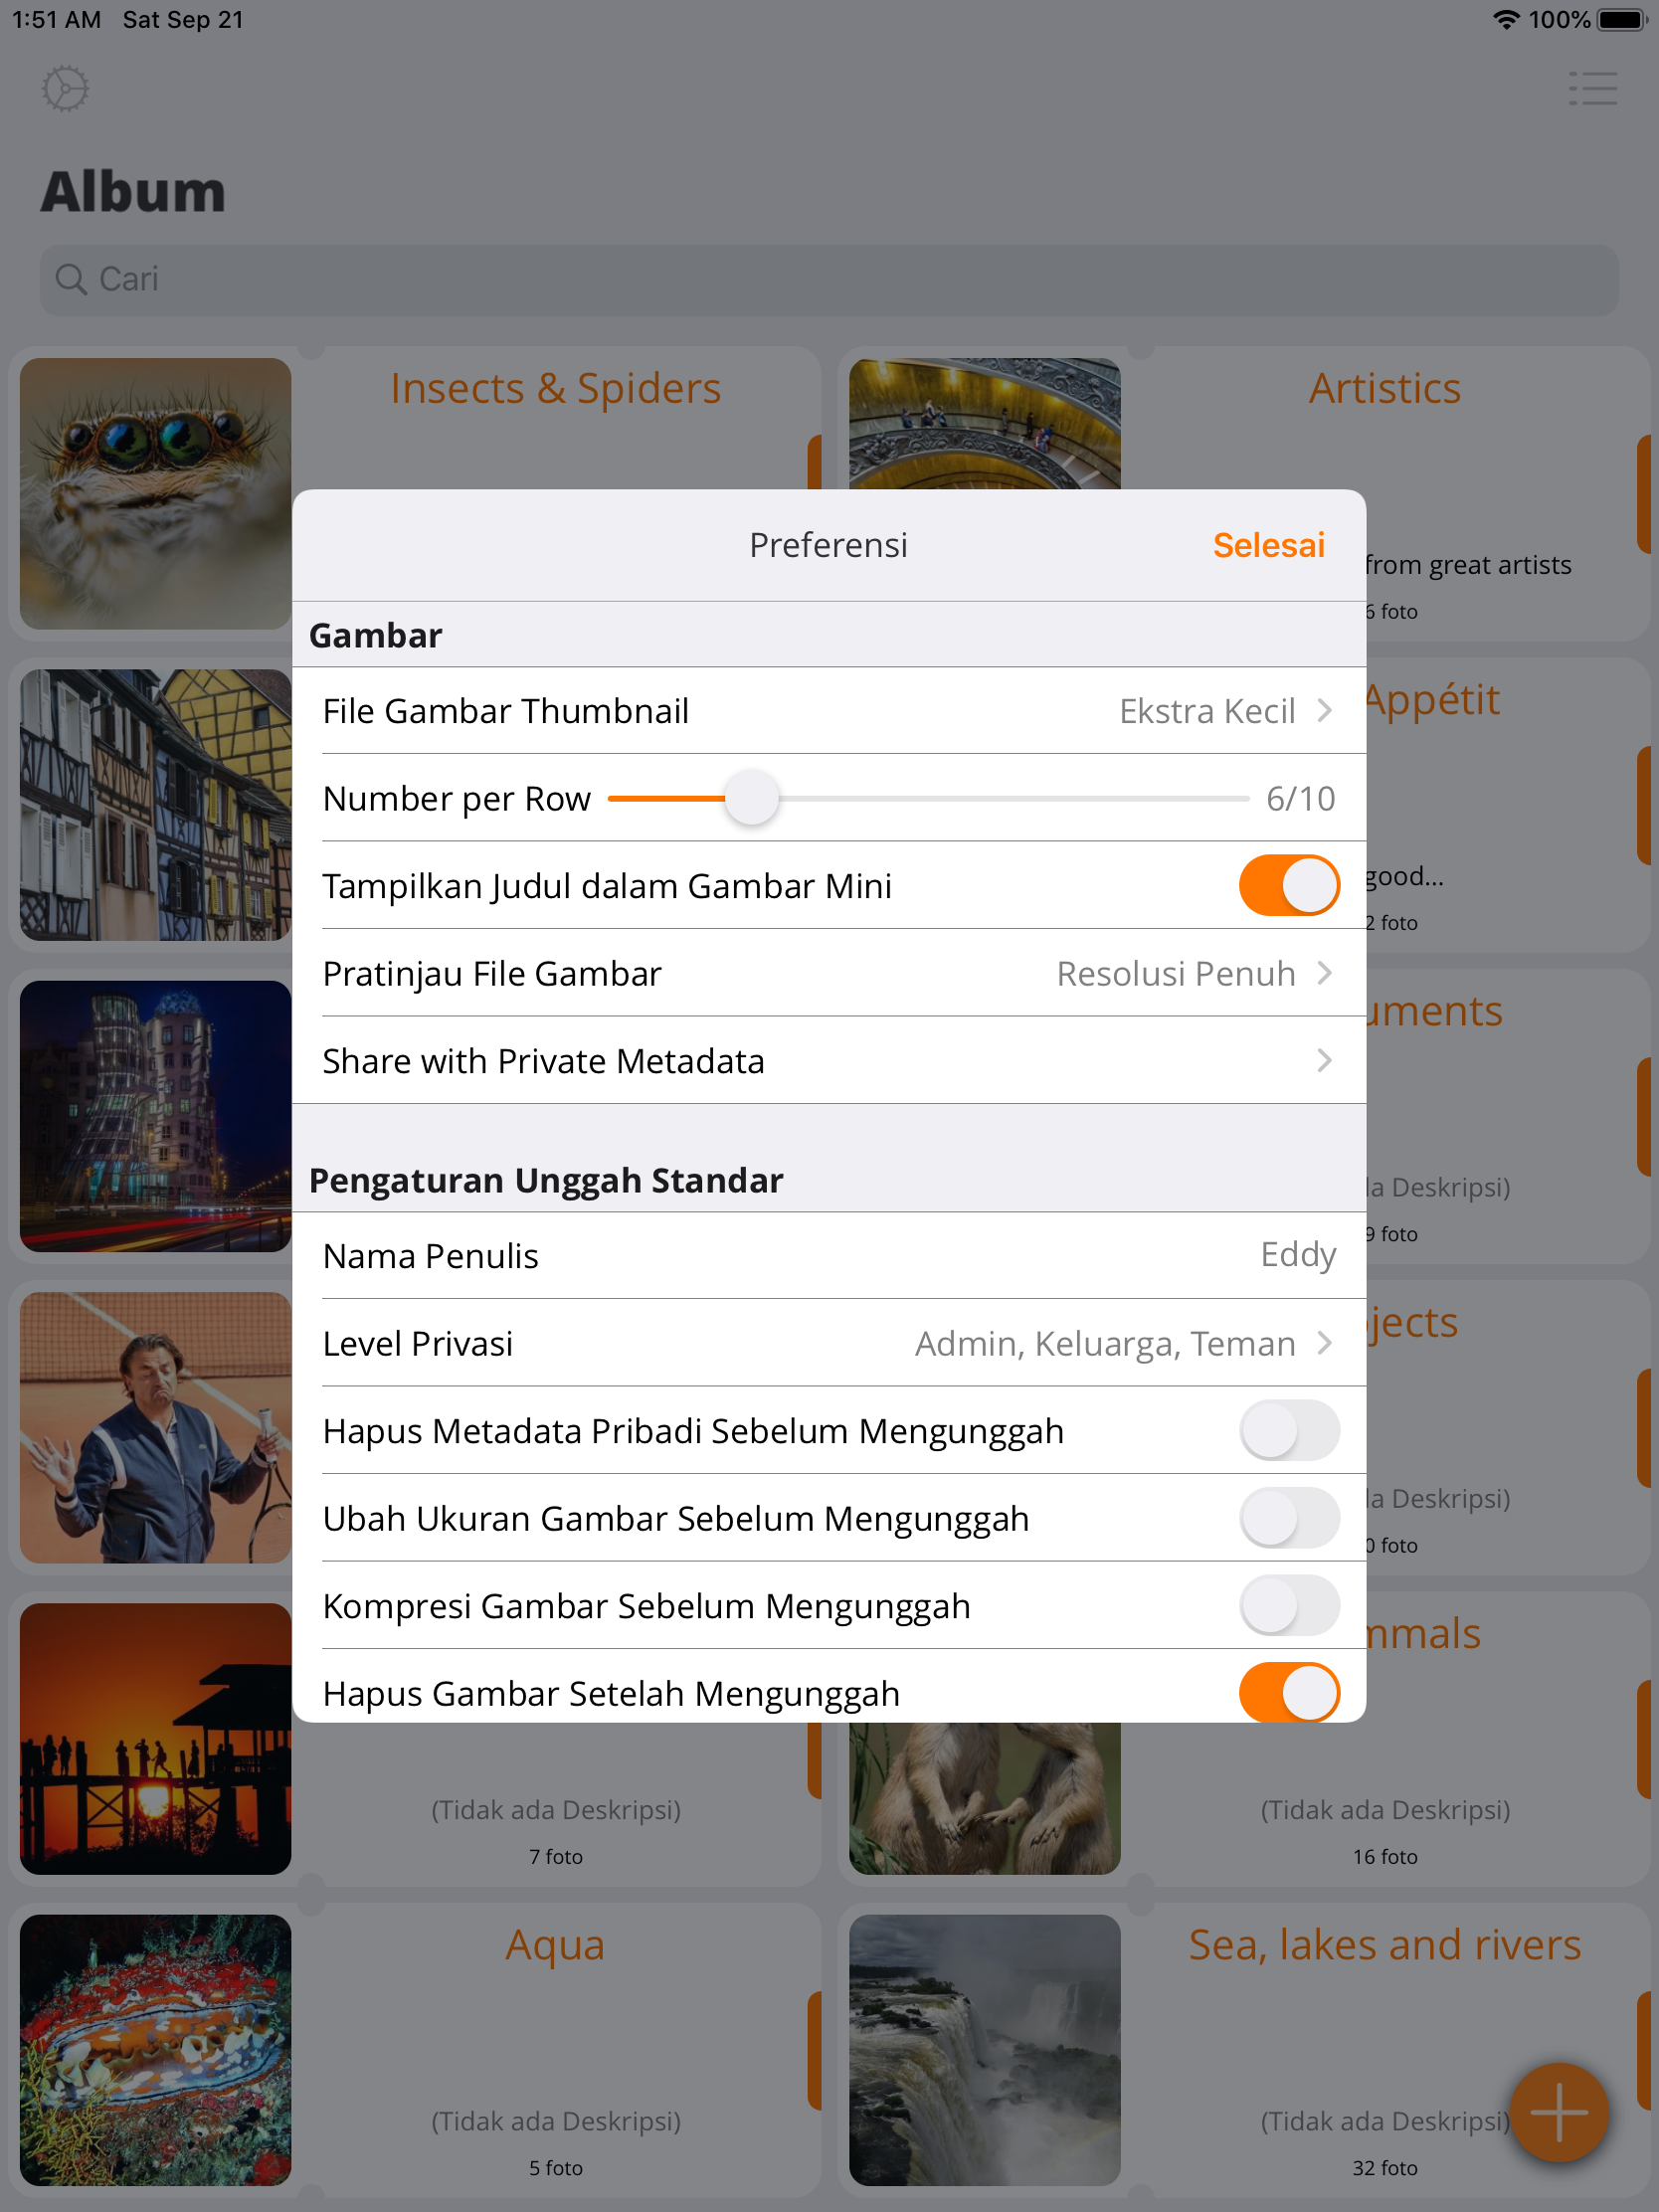 1:51 AM Sat Sep 21
100%
Album
Cari
Insects & Spiders
Artistics
from great artists
6 foto
Preferensi
Selesai
Gambar
File Gambar Thumbnail
Ekstra Kecil
Appétit
Number per Row
6/10
Tampilkan Judul dalam Gambar Mini
good...
2 foto
Pratinjau File Gambar
Resolusi Penuh
uments
Share with Private Metadata
Pengaturan Unggah Standar
la Deskripsi)
9 foto
Nama Penulis
Eddy
Level Privasi
Admin, Keluarga, Teman
jects
Hapus Metadata Pribadi Sebelum Mengunggah
Ubah Ukuran Gambar Sebelum Mengunggah
la Deskripsi)
0 foto
Kompresi Gambar Sebelum Mengunggah
mmals
Hapus Gambar Setelah Mengunggah
(Tidak ada Deskripsi)
7 foto
(Tidak ada Deskripsi)
16 foto
Aqua
(Tidak ada Deskripsi)
5 foto
Sea, lakes and rivers
(Tidak ada Deskripsi)
32 foto